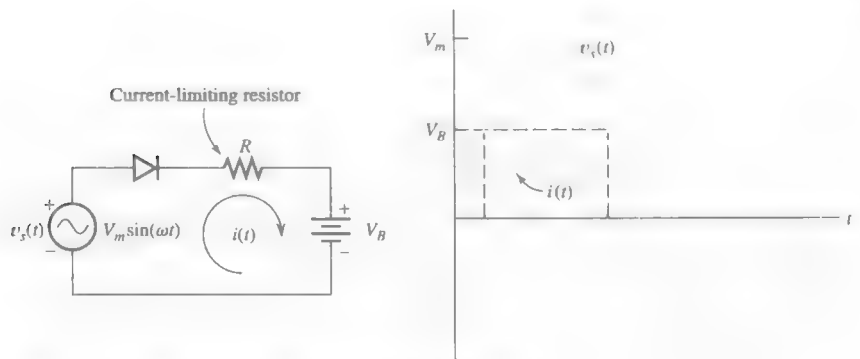 Current-limiting resistor
R
+
v_s(t)
V_m sin(ωt)
−
i(t)
+
V_B
−
V_m
v_s(t)
V_B
i(t)
t